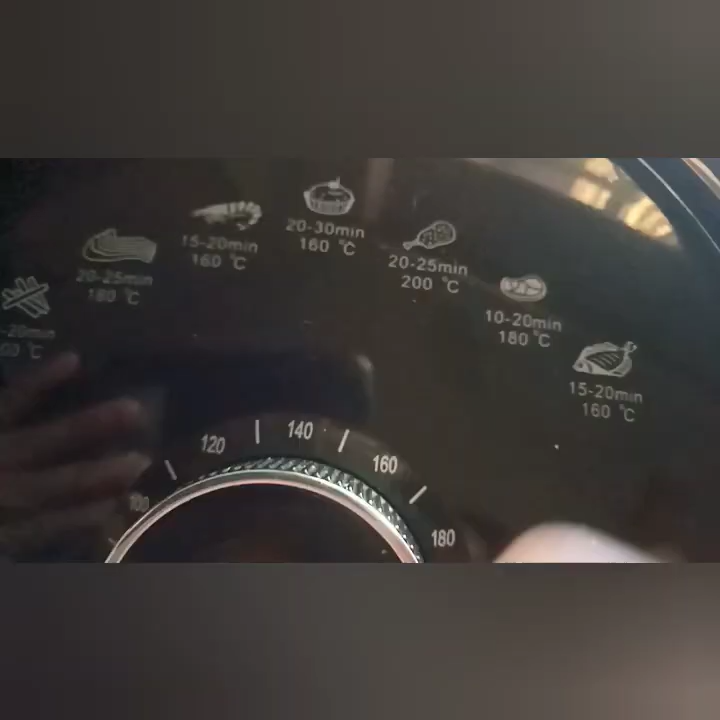 20-25min
180 ℃
15-20min
160 ℃
20-30min
160 ℃
20-25min
200 ℃
10-20min
180 ℃
15-20min
160 ℃
100
120
140
160
180